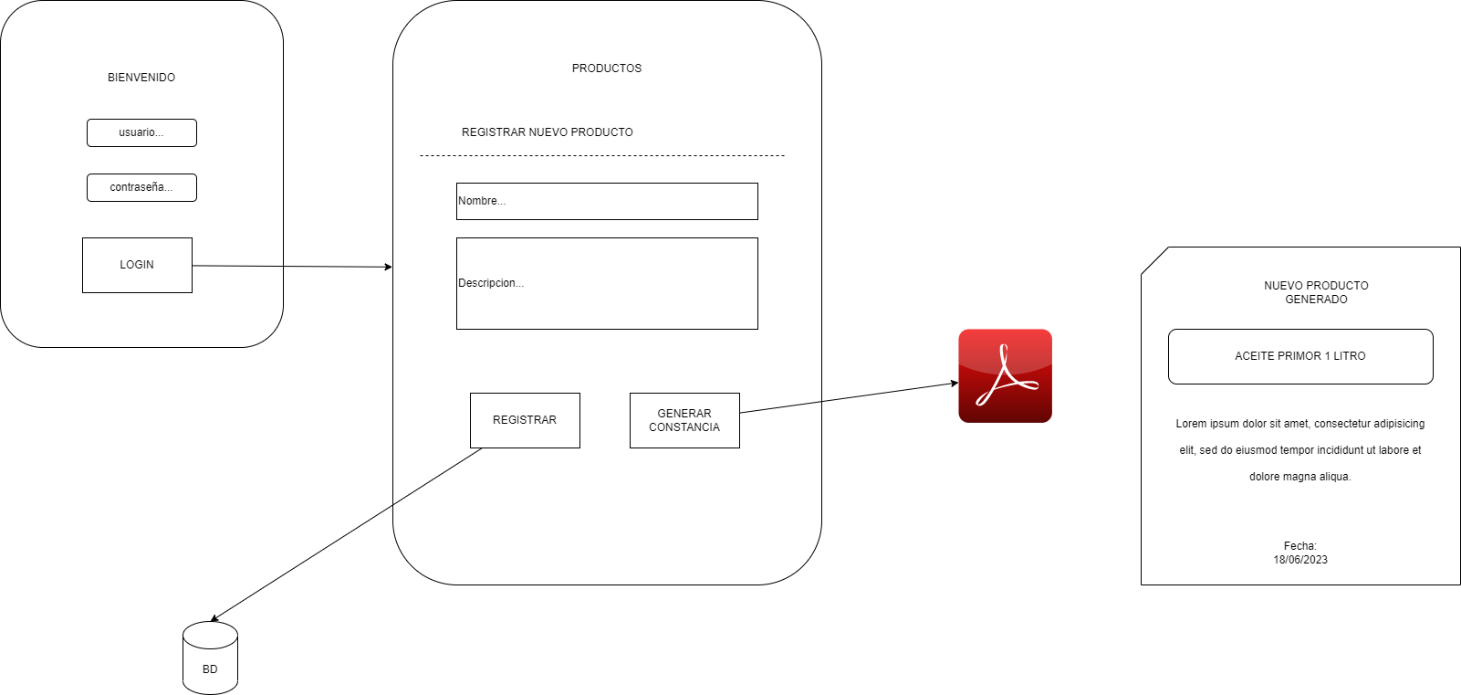 BIENVENIDO
usuario...
contraseña...
LOGIN
PRODUCTOS
REGISTRAR NUEVO PRODUCTO
Nombre...
Descripcion...
REGISTRAR
GENERAR
CONSTANCIA
BD
NUEVO PRODUCTO
GENERADO
ACEITE PRIMOR 1 LITRO
Lorem ipsum dolor sit amet, consectetur adipisicing
elit, sed do eiusmod tempor incididunt ut labore et
dolore magna aliqua.
Fecha:
18/06/2023